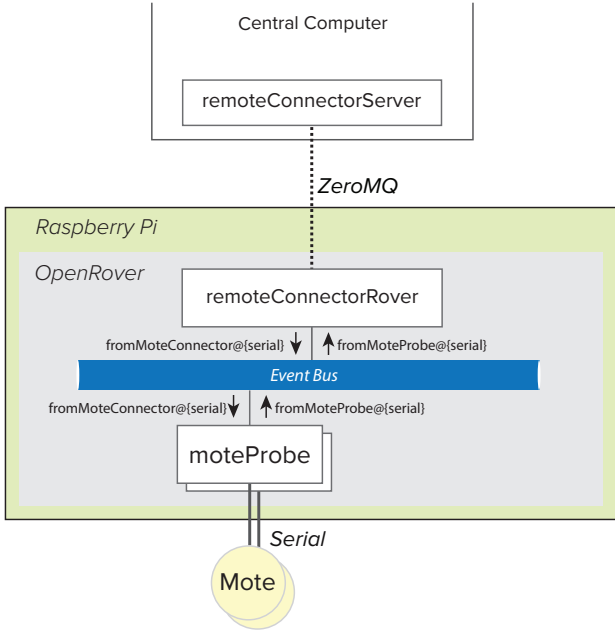 Central Computer
remoteConnectorServer
ZeroMQ
Raspberry Pi
OpenRover
remoteConnectorRover
fromMoteConnector@{serial} fromMoteProbe@{serial}
Event Bus
fromMoteConnector@{serial} fromMoteProbe@{serial}
moteProbe
Serial
Mote